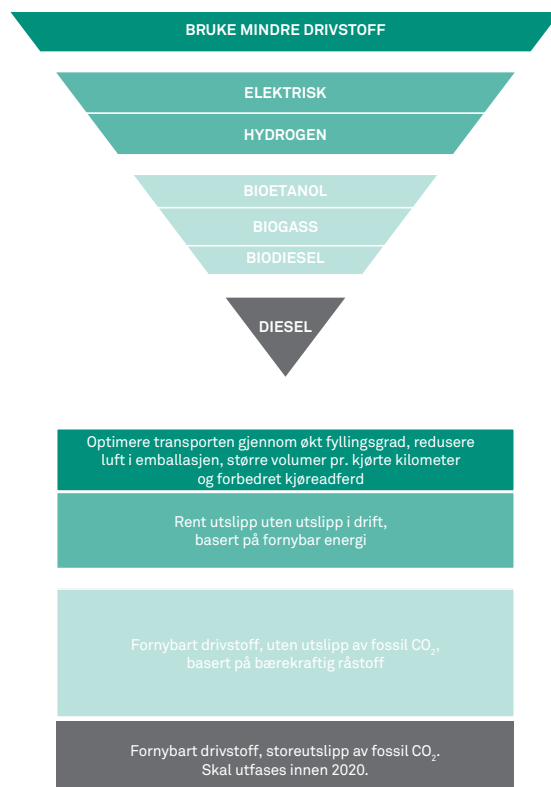 BRUKE MINDRE DRIVSTOFF
ELEKTRISK
HYDROGEN
BIOETANOL
BIOGASS
BIODIESEL
DIESEL
Optimere transporten gjennom økt fyllingsgrad, redusere
luft i emballasjen, større volumer pr. kjørte kilometer
og forbedret kjøreadferd
Rent utslipp uten utslipp i drift,
basert på fornybar energi
Fornybart drivstoff, uten utslipp av fossil CO₂,
basert på bærekraftig råstoff
Fornybart drivstoff, storeutslipp av fossil CO₂.
Skal utfases innen 2020.